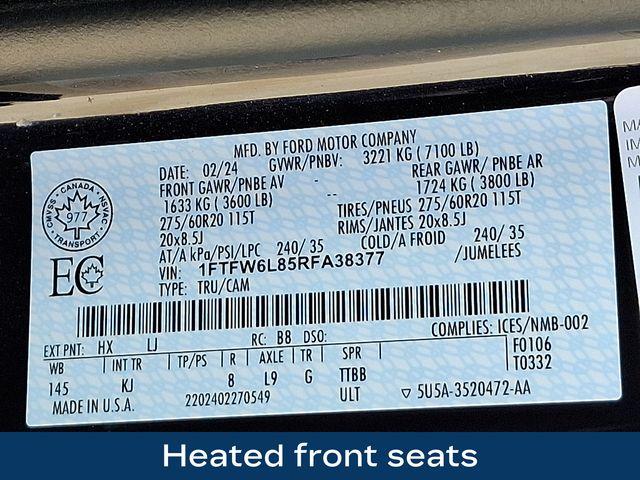 MFD. BY FORD MOTOR COMPANY
DATE: 02/24 GVWR/PNBV: 3221 KG ( 7100 LB)
FRONT GAWR/PNBE AV - REAR GAWR/ PNBE AR
1633 KG ( 3600 LB) -- 1724 KG ( 3800 LB)
275/60R20 115T TIRES/PNEUS 275/60R20 115T
20x8.5J RIMS/JANTES 20x8.5J
AT/A kPa/PSI/LPC 240/ 35 COLD/A FROID 240/ 35
VIN: 1FTFW6L85RFA38377 /JUMELEES
TYPE: TRU/CAM
CMVSS - CANADA - NSVAC
977
TRANSPORT
EC
EXT PNT: HX LJ RC: B8 DSO: COMPLIES: ICES/NMB-002
WB INT TR TP/PS R AXLE TR SPR F0106
145 KJ 8 L9 G TTBB T0332
MADE IN U.S.A. 2202402270549 ULT ▽ 5U5A-3520472-AA
MA
IM
M
Heated front seats